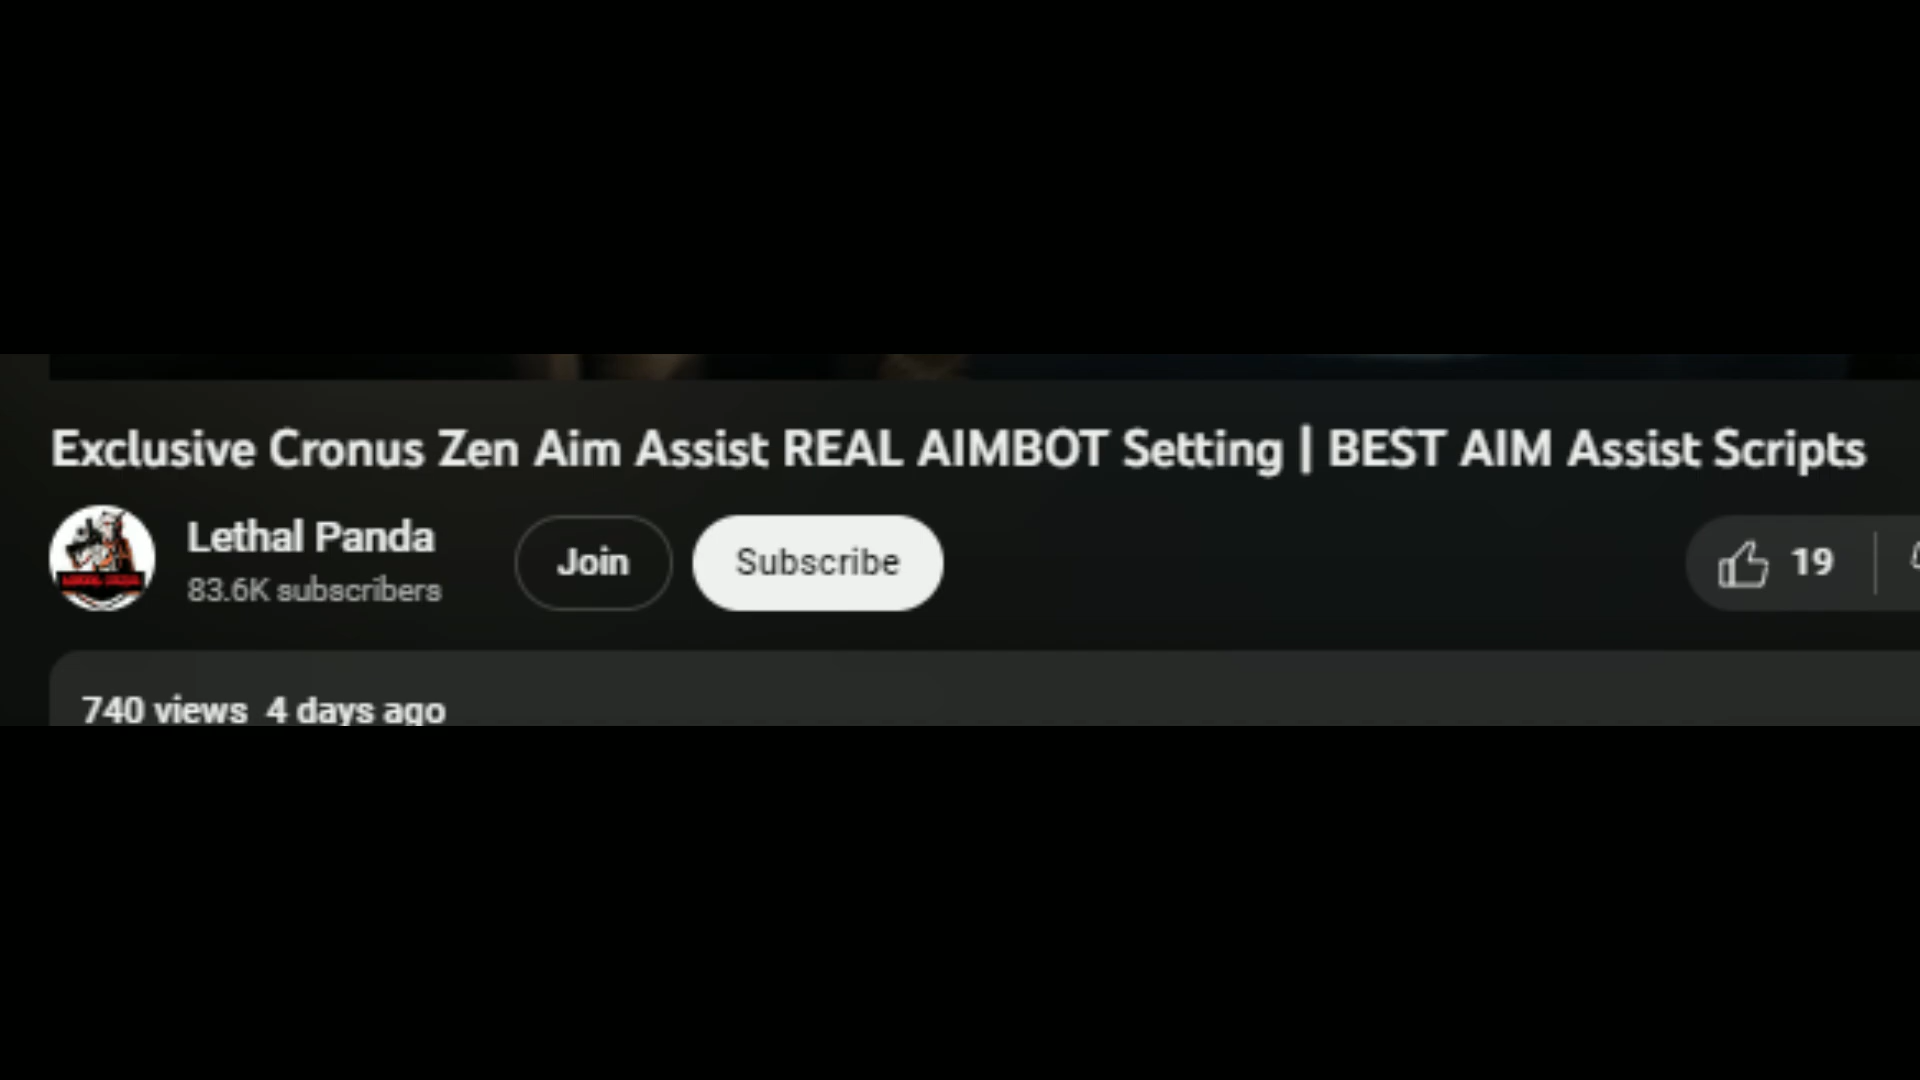 Exclusive Cronus Zen Aim Assist REAL AIMBOT Setting | BEST AIM Assist Scripts
Lethal Panda
83.6K subscribers
Join
Subscribe
19
740 views 4 days ago